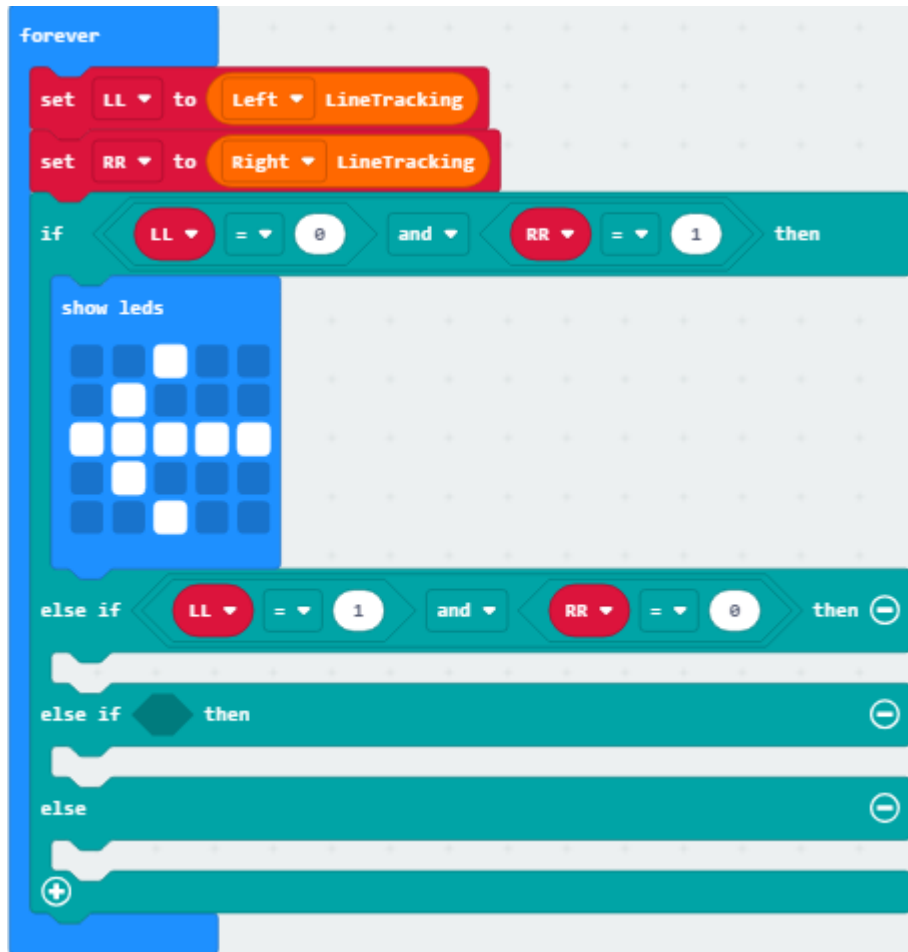 forever
set LL to Left LineTracking
set RR to Right LineTracking
if LL = 0 and RR = 1 then
show leds
else if LL = 1 and RR = 0 then
else if then
else